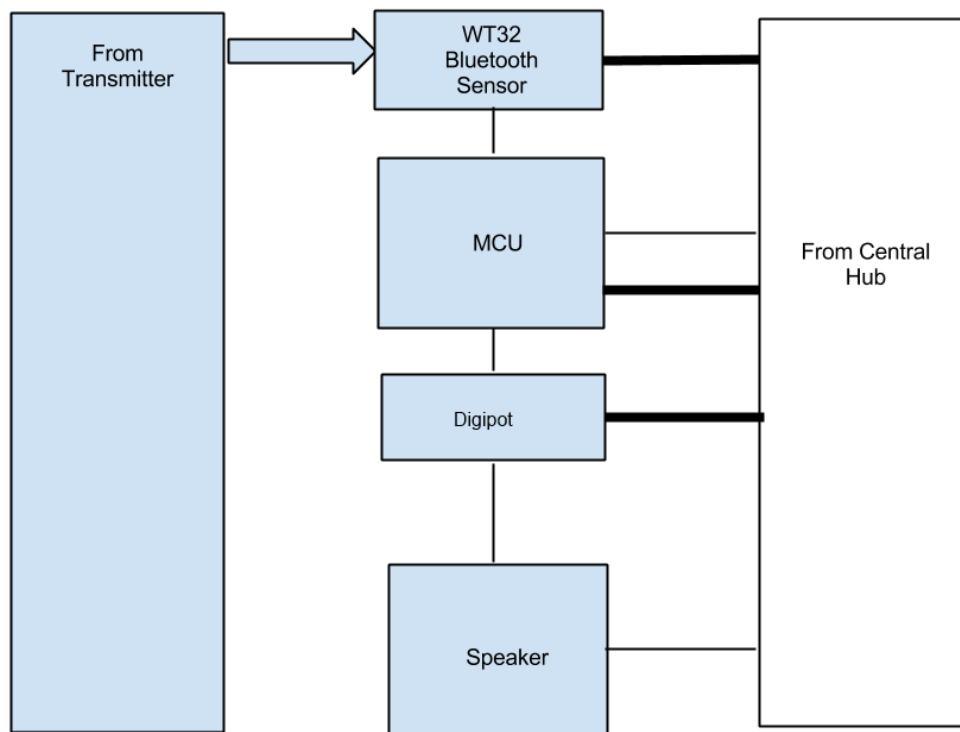 From
Transmitter
WT32
Bluetooth
Sensor
MCU
From Central
Hub
Digipot
Speaker